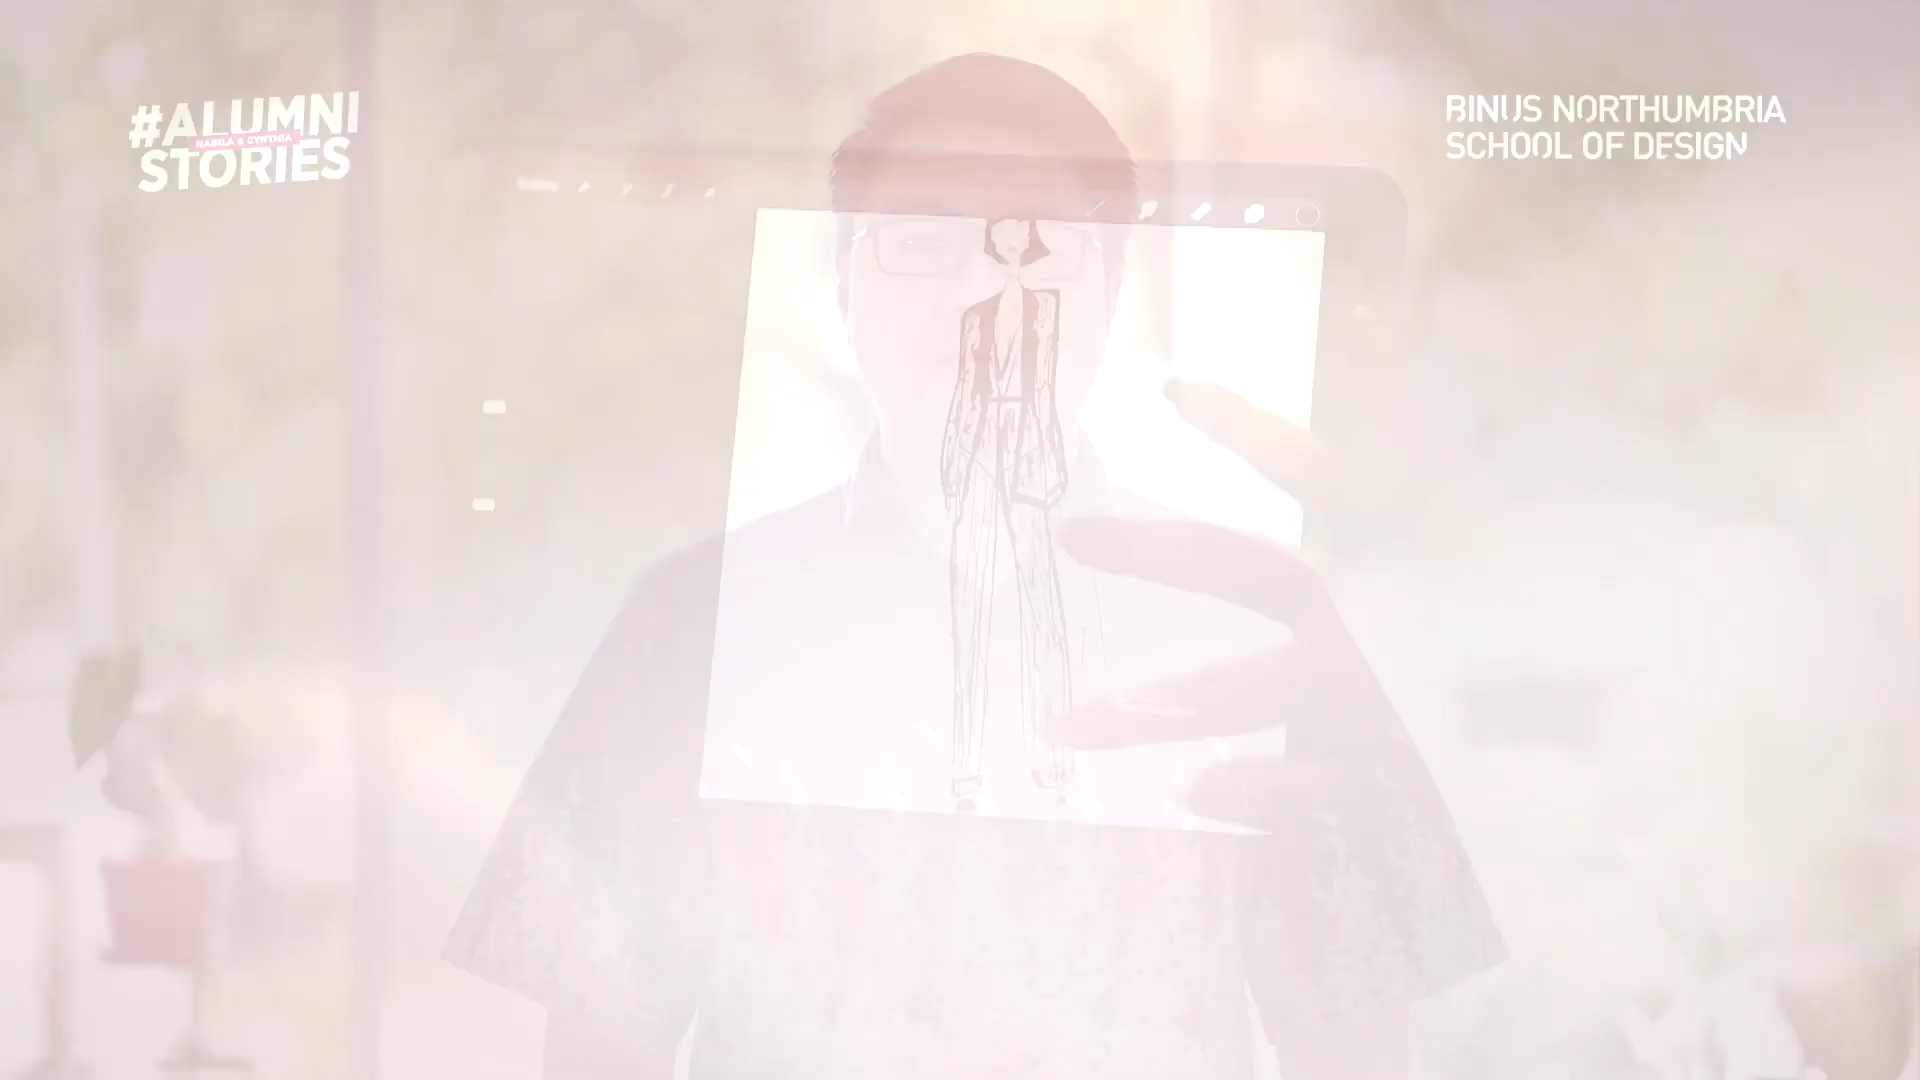 #ALUMNI
NABILA & CYNTHIA
STORIES
BINUS NORTHUMBRIA
SCHOOL OF DESIGN